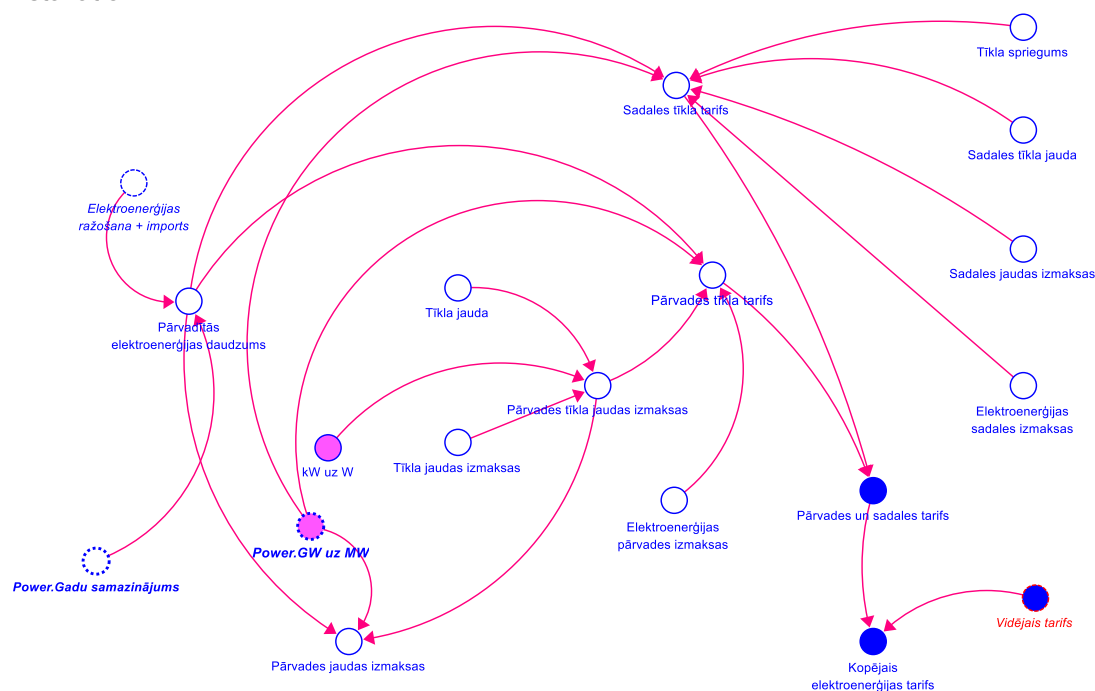 Tīkla spriegums
Sadales tīkla tarifs
Sadales tīkla jauda
Elektroenerģijas
ražošana + imports
Sadales jaudas izmaksas
Pārvades tīkla tarifs
Tīkla jauda
Pārvadītās
elektroenerģijas daudzums
Pārvades tīkla jaudas izmaksas
Elektroenerģijas
sadales izmaksas
Tīkla jaudas izmaksas
kW uz W
Pārvades un sadales tarifs
Elektroenerģijas
pārvades izmaksas
Power.GW uz MW
Power.Gadu samazinājums
Vidējais tarifs
Pārvades jaudas izmaksas
Kopējais
elektroenerģijas tarifs